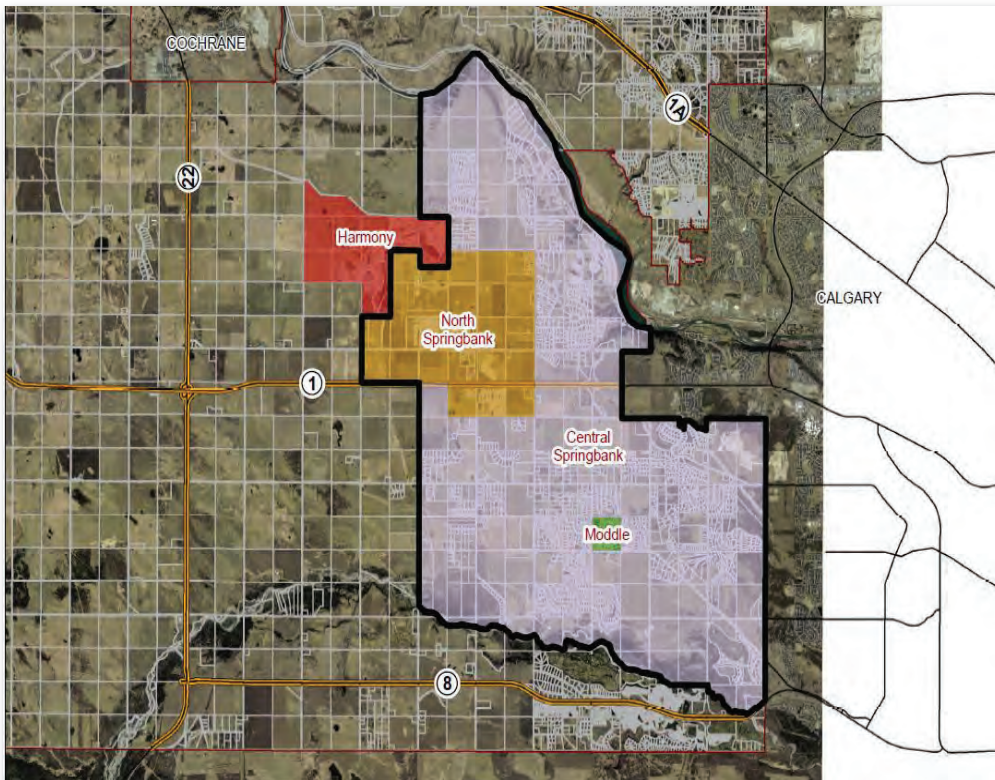 COCHRANE
1A
22
Harmony
CALGARY
North
Springbank
1
Central
Springbank
Moddle
8